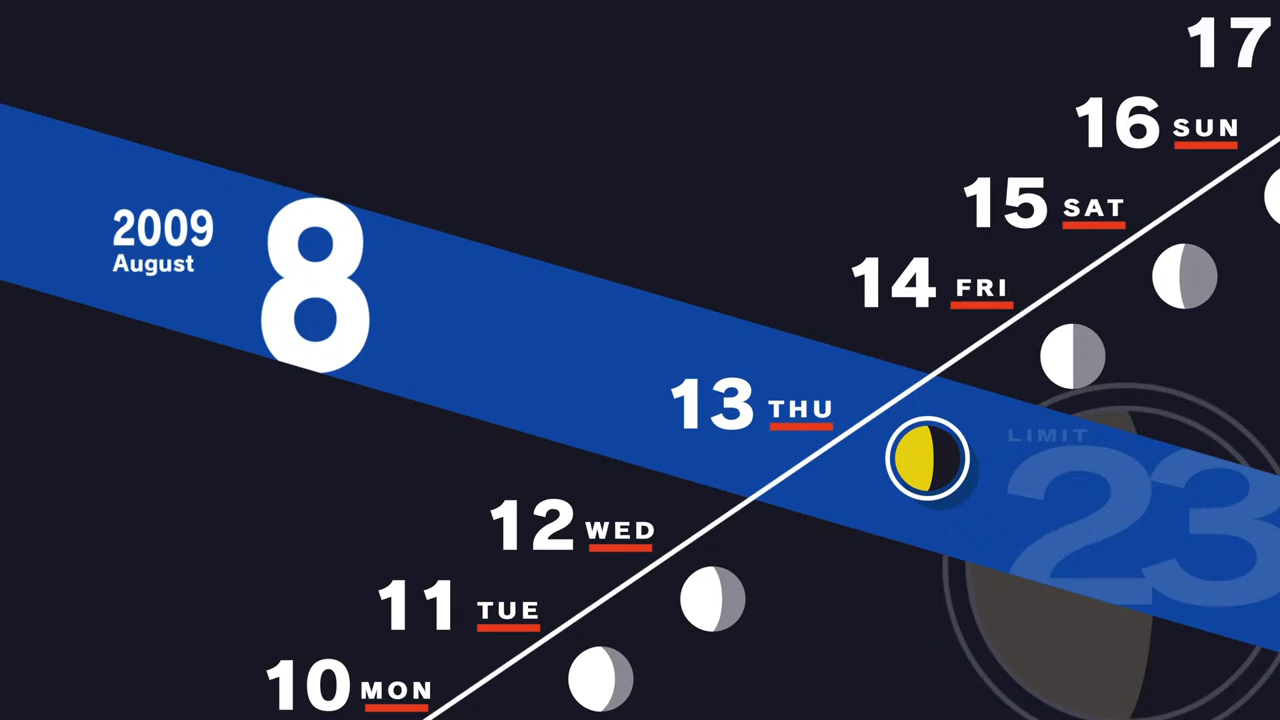 17
16 SUN
15 SAT
14 FRI
2009
August
8
13 THU
LIMIT
23
12 WED
11 TUE
10 MON